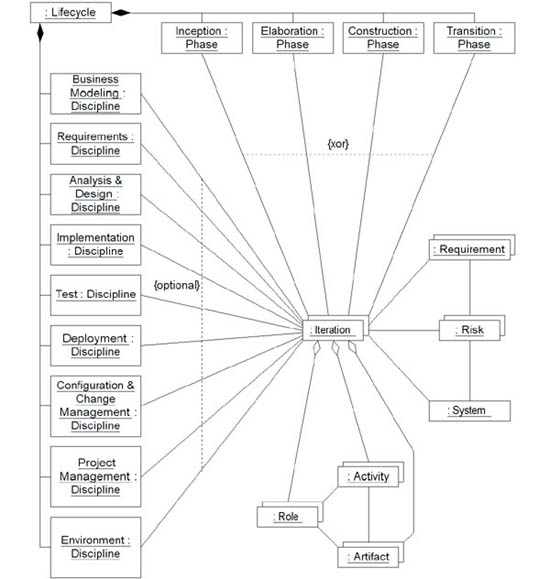 : Lifecycle
Inception :
Phase
Elaboration :
Phase
Construction :
Phase
Transition :
Phase
Business
Modeling :
Discipline
{xor}
Requirements :
Discipline
Analysis &
Design :
Discipline
Implementation
: Discipline
: Requirement
Test : Discipline
{optional}
: Iteration
: Risk
Deployment :
Discipline
Configuration &
Change
Management :
Discipline
: System
Project
Management :
Discipline
: Activity
: Role
Environment :
Discipline
: Artifact